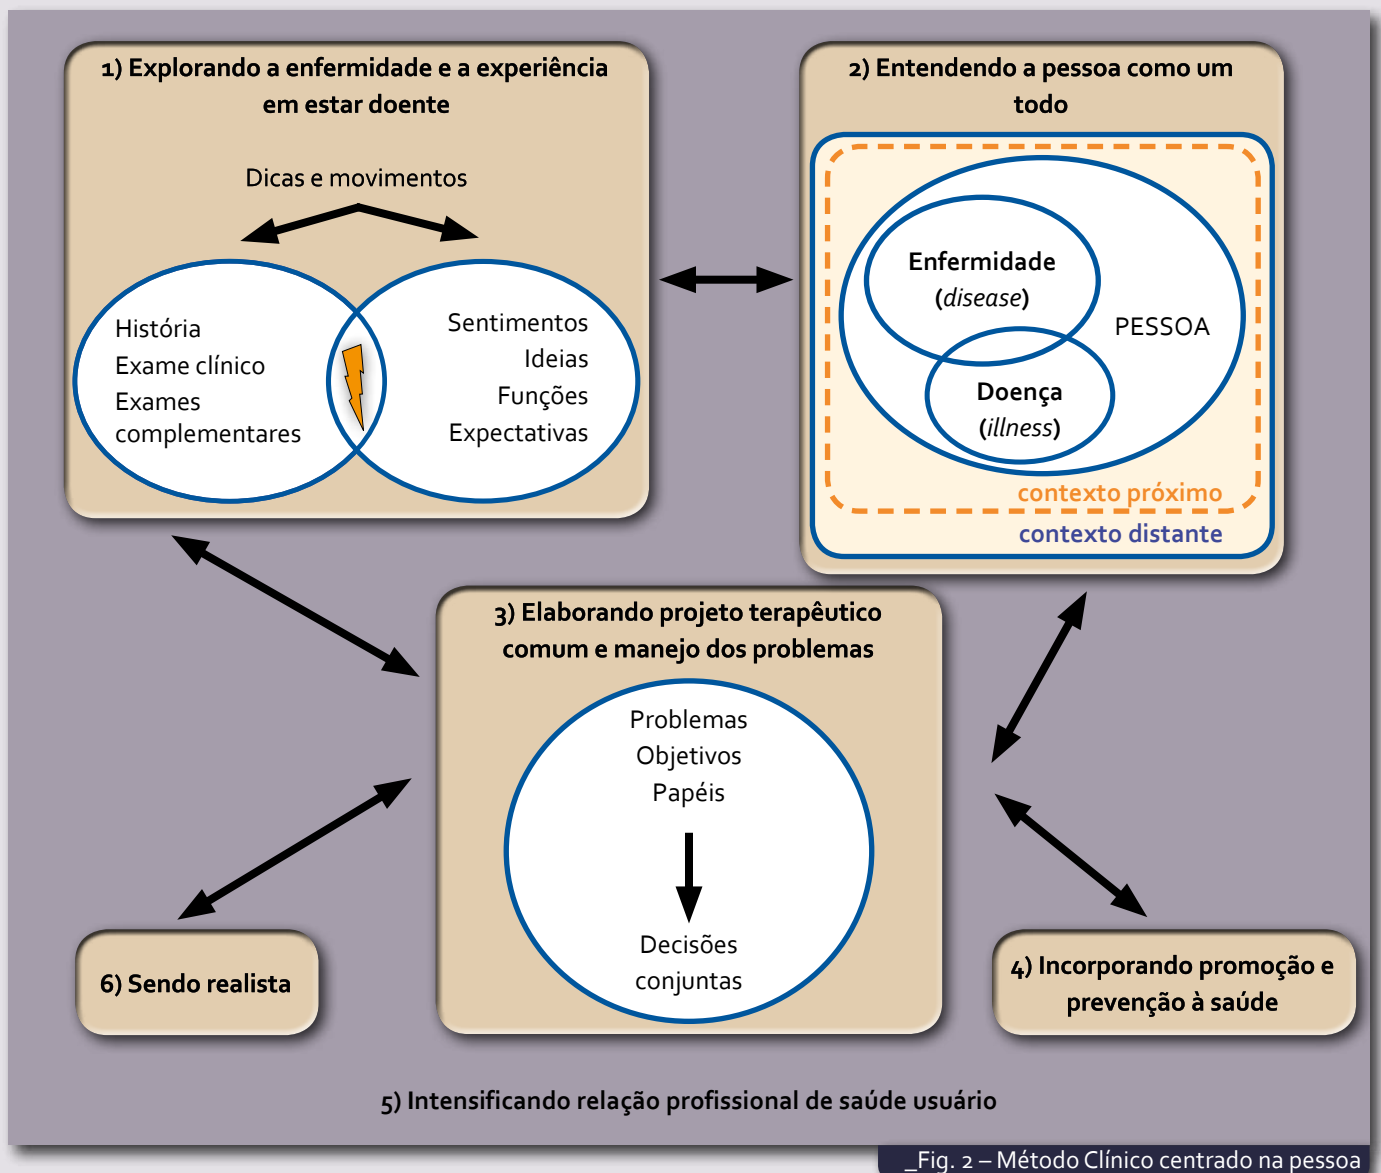 1) Explorando a enfermidade e a experiência
em estar doente
Dicas e movimentos
História
Exame clínico
Exames
complementares
Sentimentos
Ideias
Funções
Expectativas
2) Entendendo a pessoa como um
todo
Enfermidade
(disease)
PESSOA
Doença
(illness)
contexto próximo
contexto distante
3) Elaborando projeto terapêutico
comum e manejo dos problemas
Problemas
Objetivos
Papéis
Decisões
conjuntas
6) Sendo realista
4) Incorporando promoção e
prevenção à saúde
5) Intensificando relação profissional de saúde usuário
_Fig. 2 – Método Clínico centrado na pessoa